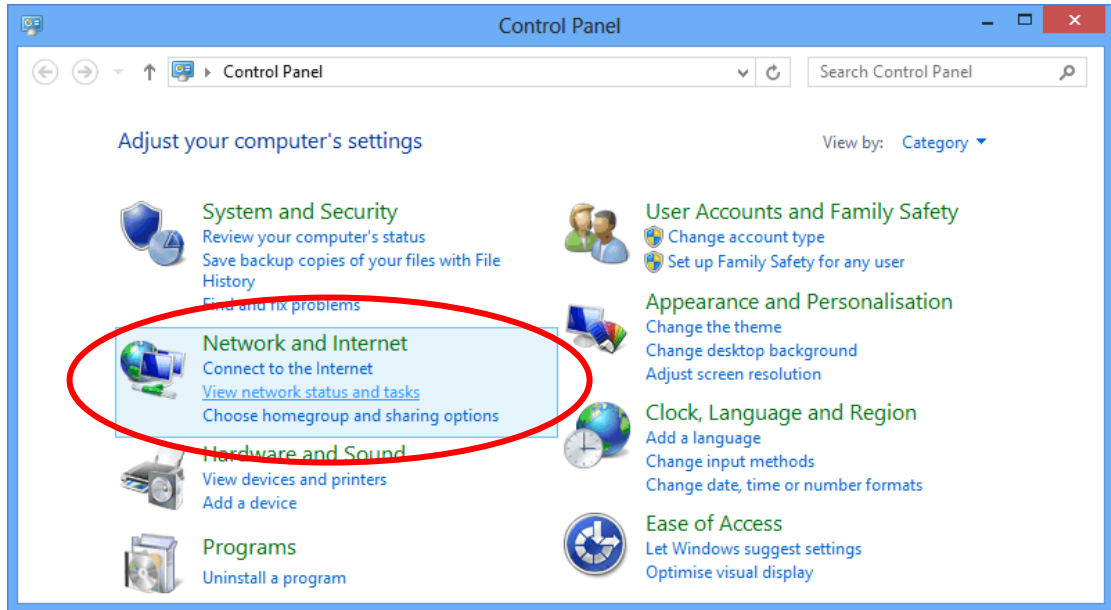 Control Panel
Control Panel
Search Control Panel
Adjust your computer's settings
View by: Category
System and Security
Review your computer's status
Save backup copies of your files with File
History
Find and fix problems
Network and Internet
Connect to the Internet
View network status and tasks
Choose homegroup and sharing options
Hardware and Sound
View devices and printers
Add a device
Programs
Uninstall a program
User Accounts and Family Safety
Change account type
Set up Family Safety for any user
Appearance and Personalisation
Change the theme
Change desktop background
Adjust screen resolution
Clock, Language and Region
Add a language
Change input methods
Change date, time or number formats
Ease of Access
Let Windows suggest settings
Optimise visual display